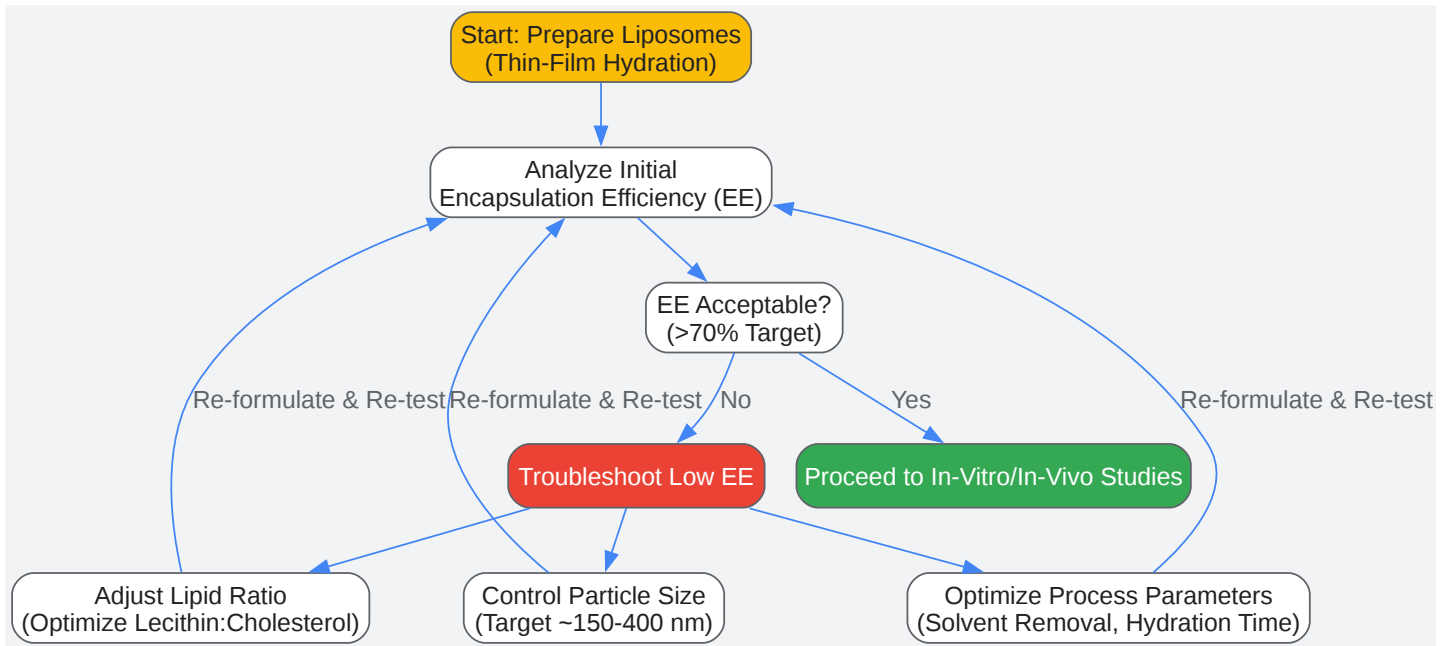 Start: Prepare Liposomes
(Thin-Film Hydration)
Analyze Initial
Encapsulation Efficiency (EE)
EE Acceptable?
(>70% Target)
Re-formulate & Re-test
Re-formulate & Re-test
No
Yes
Re-formulate & Re-test
Troubleshoot Low EE
Proceed to In-Vitro/In-Vivo Studies
Adjust Lipid Ratio
(Optimize Lecithin:Cholesterol)
Control Particle Size
(Target ~150-400 nm)
Optimize Process Parameters
(Solvent Removal, Hydration Time)